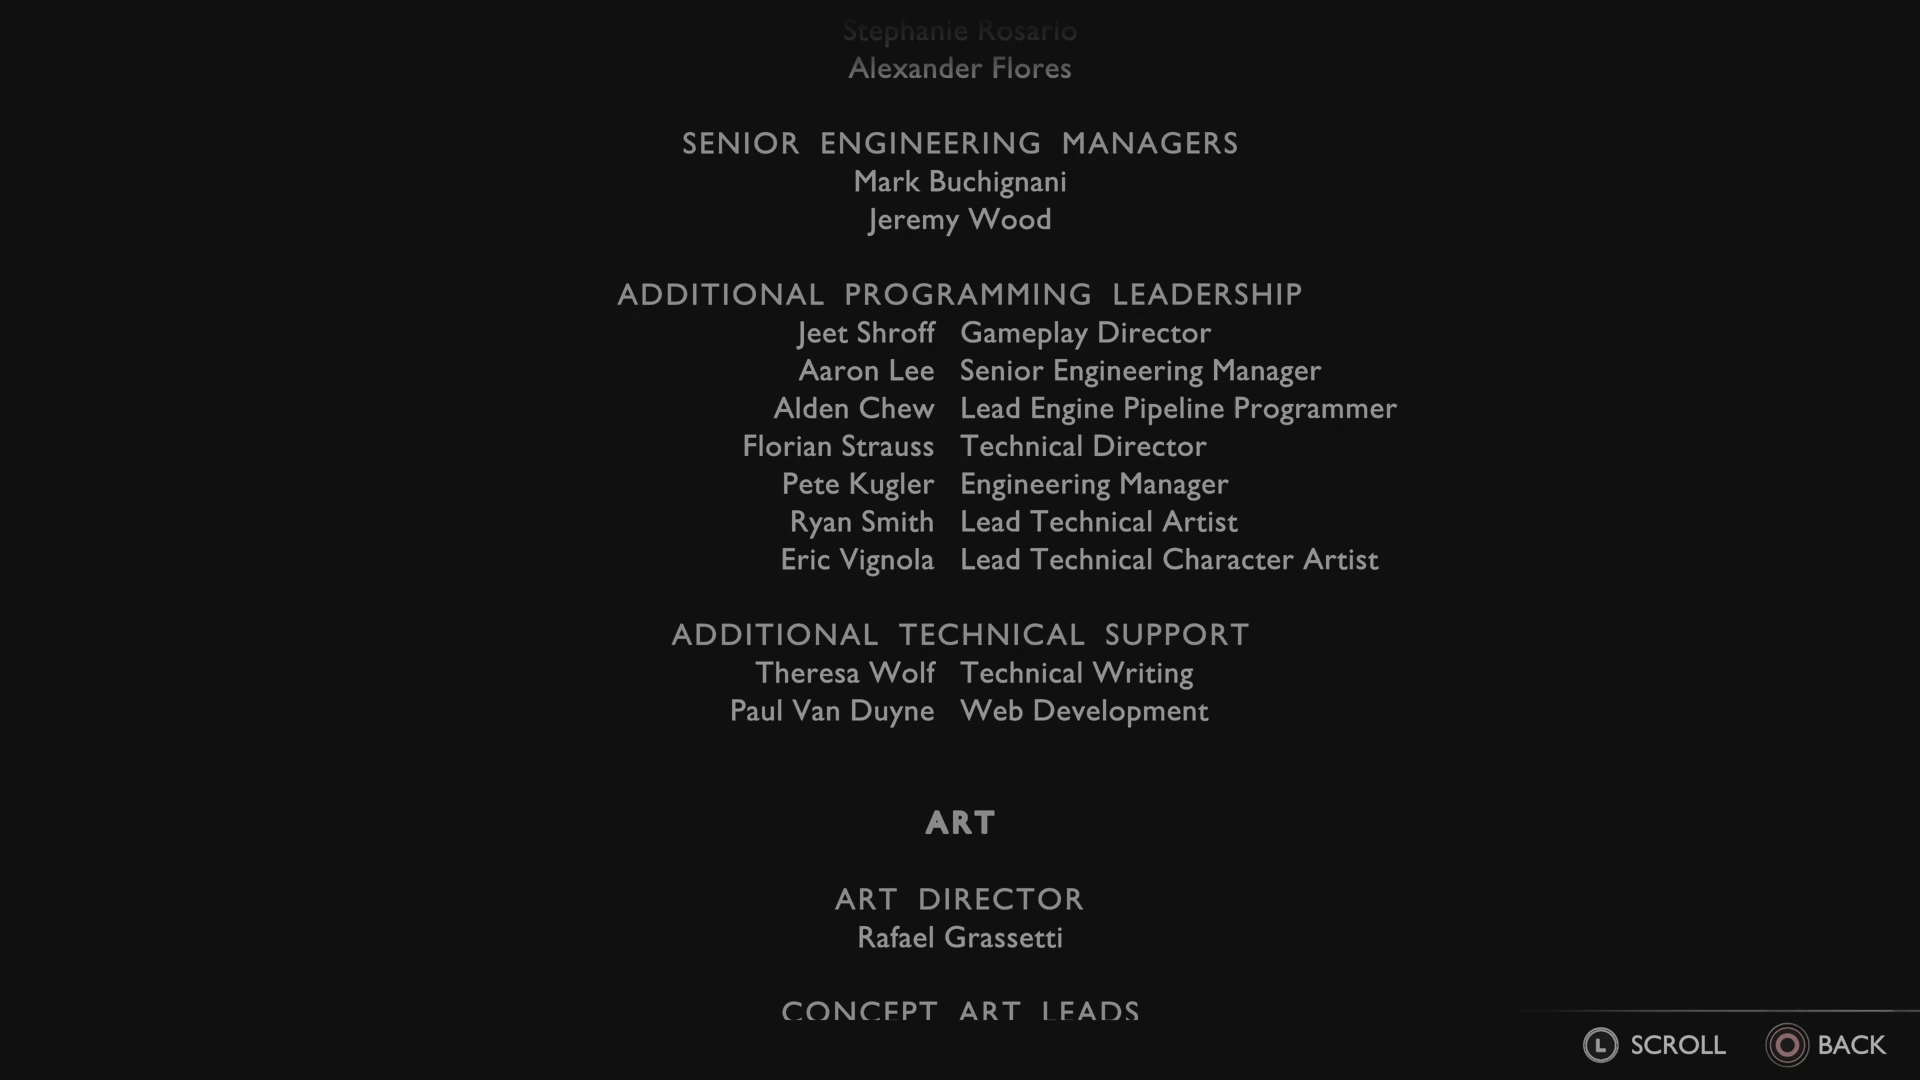 Stephanie Rosario
Alexander Flores
SENIOR ENGINEERING MANAGERS
Mark Buchignani
Jeremy Wood
ADDITIONAL PROGRAMMING LEADERSHIP
Jeet Shroff Gameplay Director
Aaron Lee Senior Engineering Manager
Alden Chew Lead Engine Pipeline Programmer
Florian Strauss Technical Director
Pete Kugler Engineering Manager
Ryan Smith Lead Technical Artist
Eric Vignola Lead Technical Character Artist
ADDITIONAL TECHNICAL SUPPORT
Theresa Wolf Technical Writing
Paul Van Duyne Web Development
ART
ART DIRECTOR
Rafael Grassetti
CONCEPT ART LEADS
L SCROLL BACK